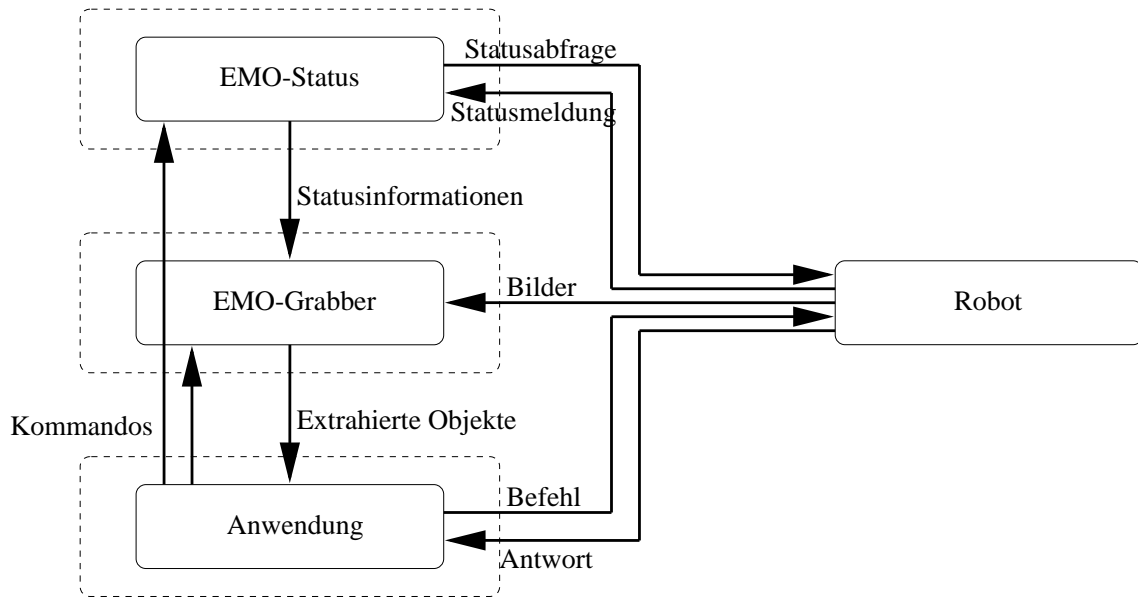 Statusabfrage
EMO-Status
Statusmeldung
Statusinformationen
EMO-Grabber
Bilder
Robot
Kommandos
Extrahierte Objekte
Befehl
Anwendung
Antwort